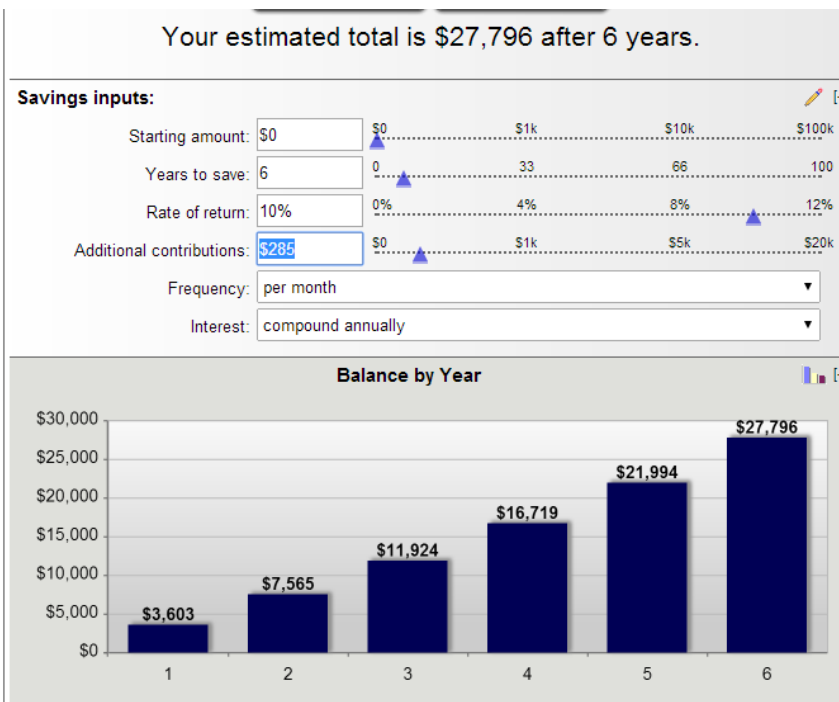 Your estimated total is $27,796 after 6 years.
Savings inputs:
Starting amount: $0 $0 $1k $10k $100k
Years to save: 6 0 33 66 100
Rate of return: 10% 0% 4% 8% 12%
Additional contributions: $285 $0 $1k $5k $20k
Frequency: per month
Interest: compound annually
Balance by Year
$30,000
$25,000
$20,000
$15,000
$10,000
$5,000
$0
$3,603
$7,565
$11,924
$16,719
$21,994
$27,796
1 2 3 4 5 6